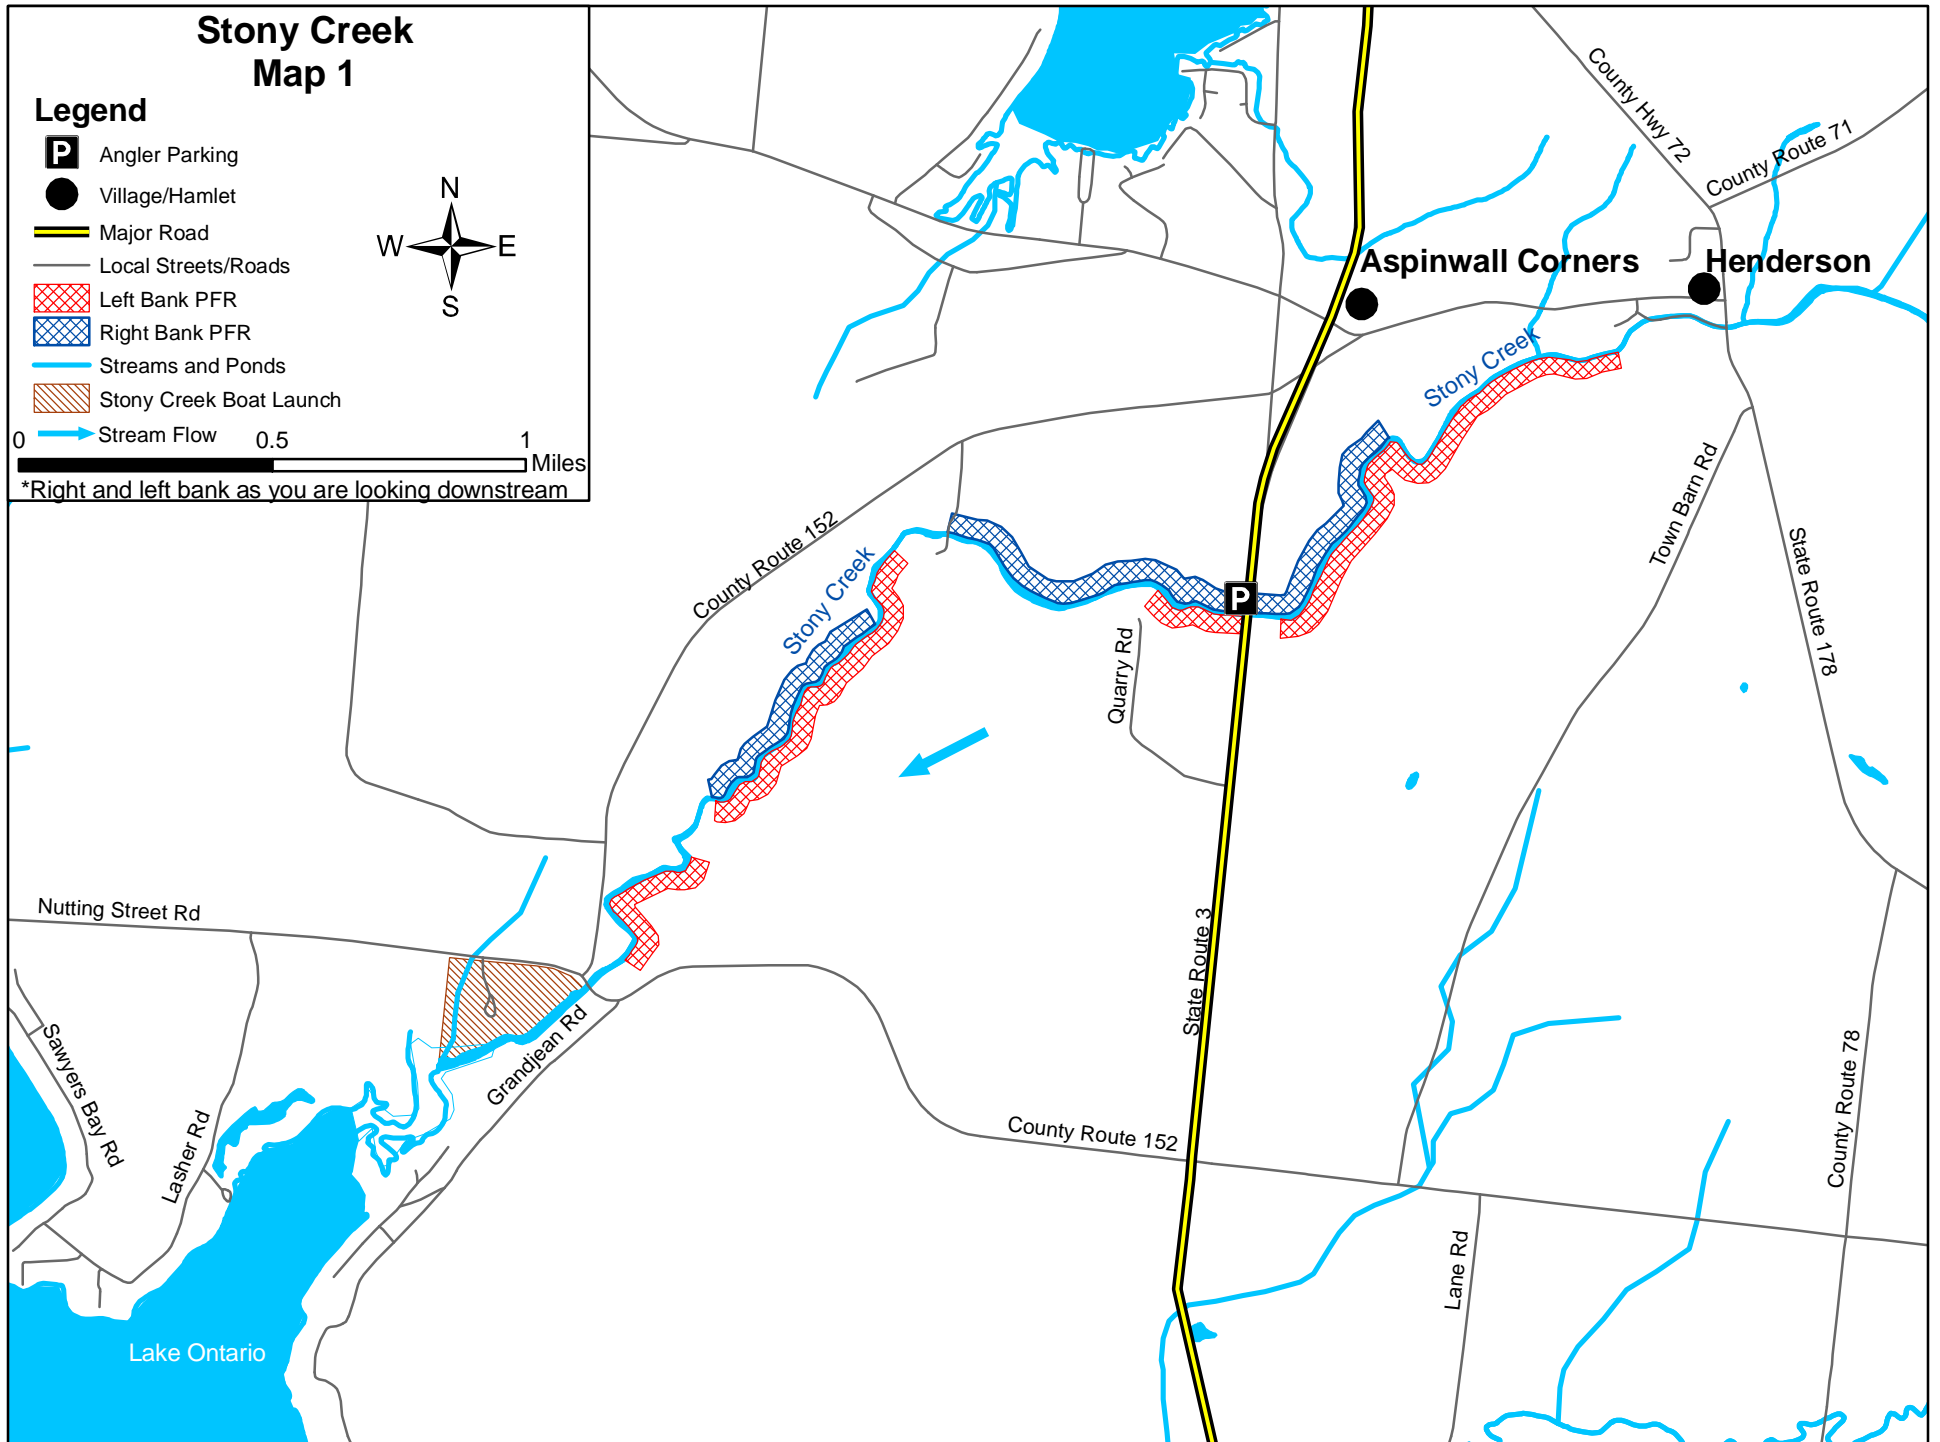 Stony Creek
Map 1
Legend
P Angler Parking
Village/Hamlet
Major Road
Local Streets/Roads
Left Bank PFR
Right Bank PFR
Streams and Ponds
Stony Creek Boat Launch
Stream Flow
N
W E
S
0 0.5 1
Miles
*Right and left bank as you are looking downstream
County Hwy 72
County Route 71
Aspinwall Corners
Henderson
Stony Creek
Town Barn Rd
State Route 178
County Route 152
Stony Creek
P
Quarry Rd
Nutting Street Rd
State Route 3
Sawyers Bay Rd
Lasher Rd
Grandjean Rd
County Route 152
County Route 78
Lane Rd
Lake Ontario